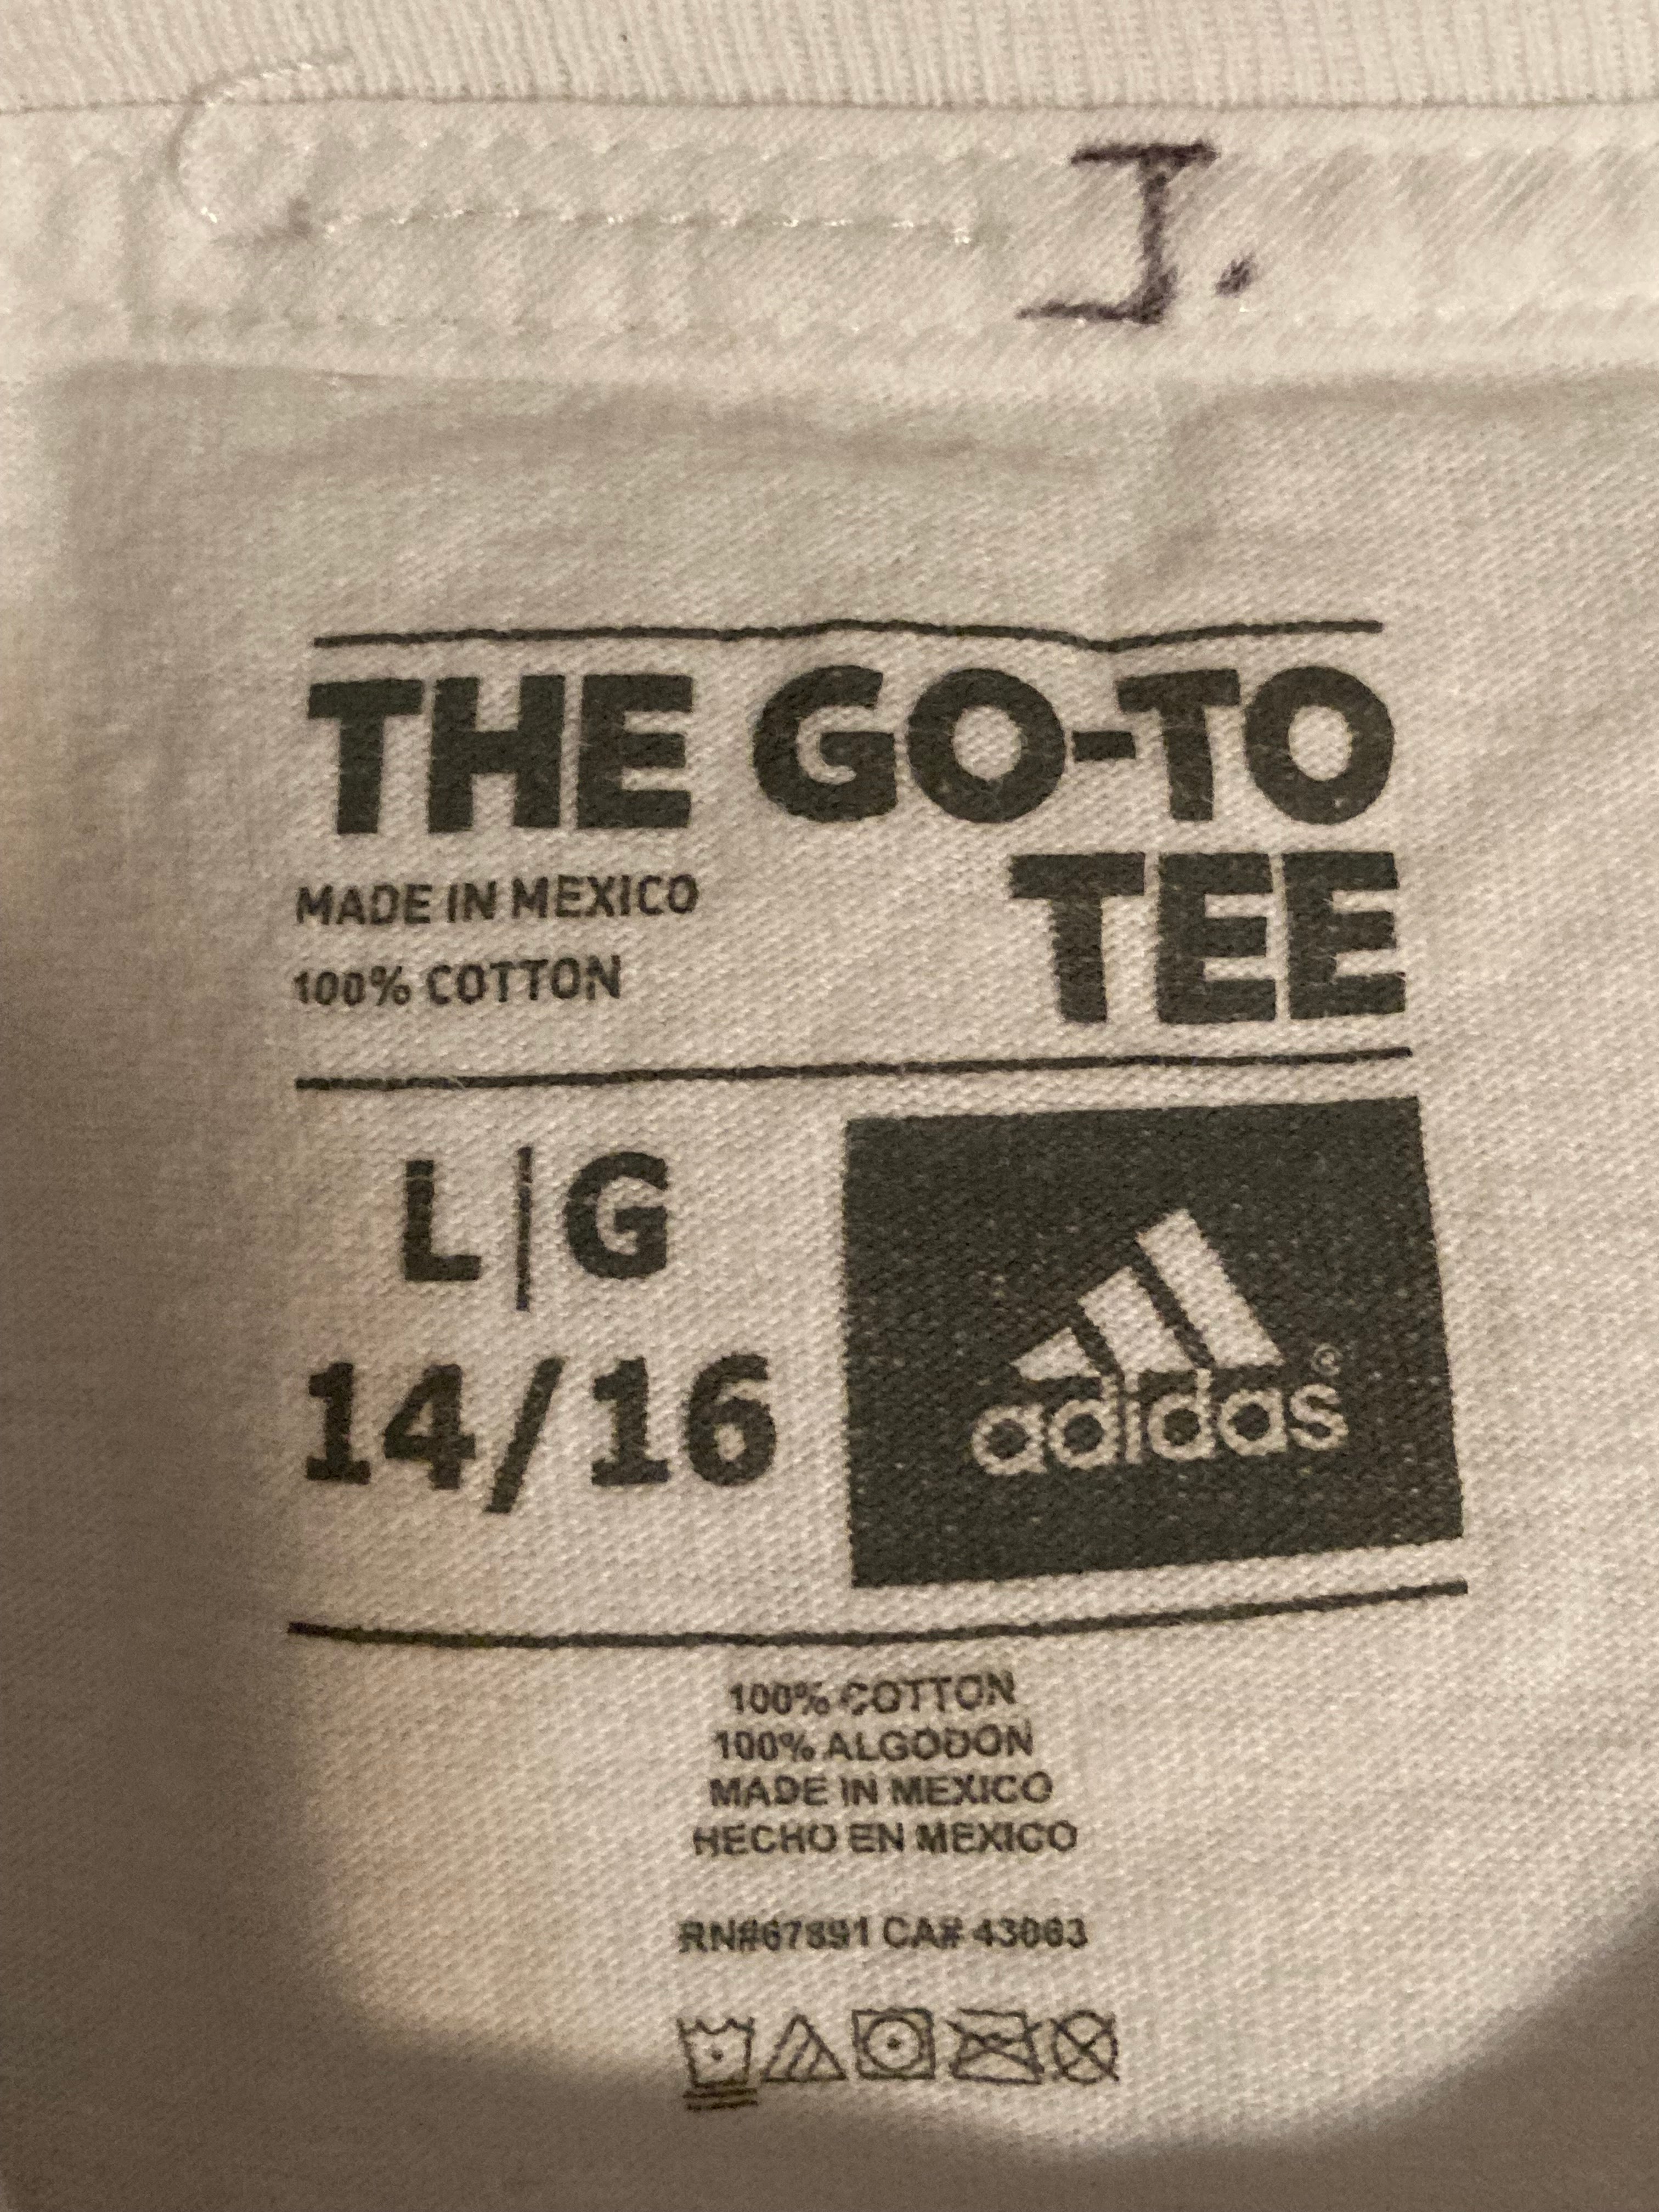 J.
THE GO-TO
TEE
MADE IN MEXICO
100% COTTON
L|G
14/16
adidas®
100% COTTON
100% ALGODON
MADE IN MEXICO
HECHO EN MEXICO
RN#67891 CA# 43063